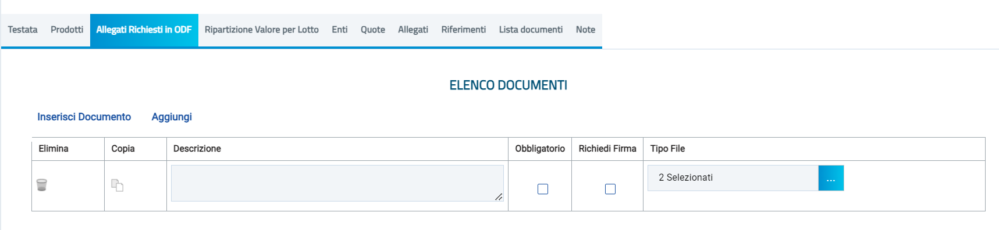 Testata Prodotti Allegati Richiesti in ODF Ripartizione Valore per Lotto Enti Quote Allegati Riferimenti Lista documenti Note
ELENCO DOCUMENTI
Inserisci Documento Aggiungi
Elimina Copia Descrizione Obbligatorio Richiedi Firma Tipo File
2 Selezionati ...